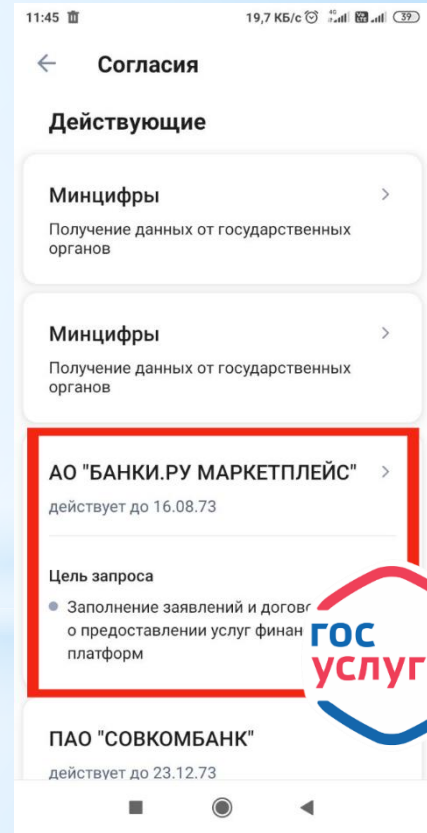 11:45 19,7 КБ/с 4G 39
Согласия
Действующие
Минцифры
Получение данных от государственных
органов
Минцифры
Получение данных от государственных
органов
АО "БАНКИ.РУ МАРКЕТПЛЕЙС"
действует до 16.08.73
Цель запроса
Заполнение заявлений и догово
о предоставлении услуг финан
платформ
гос
услуг
ПАО "СОВКОМБАНК"
действует до 23.12.73